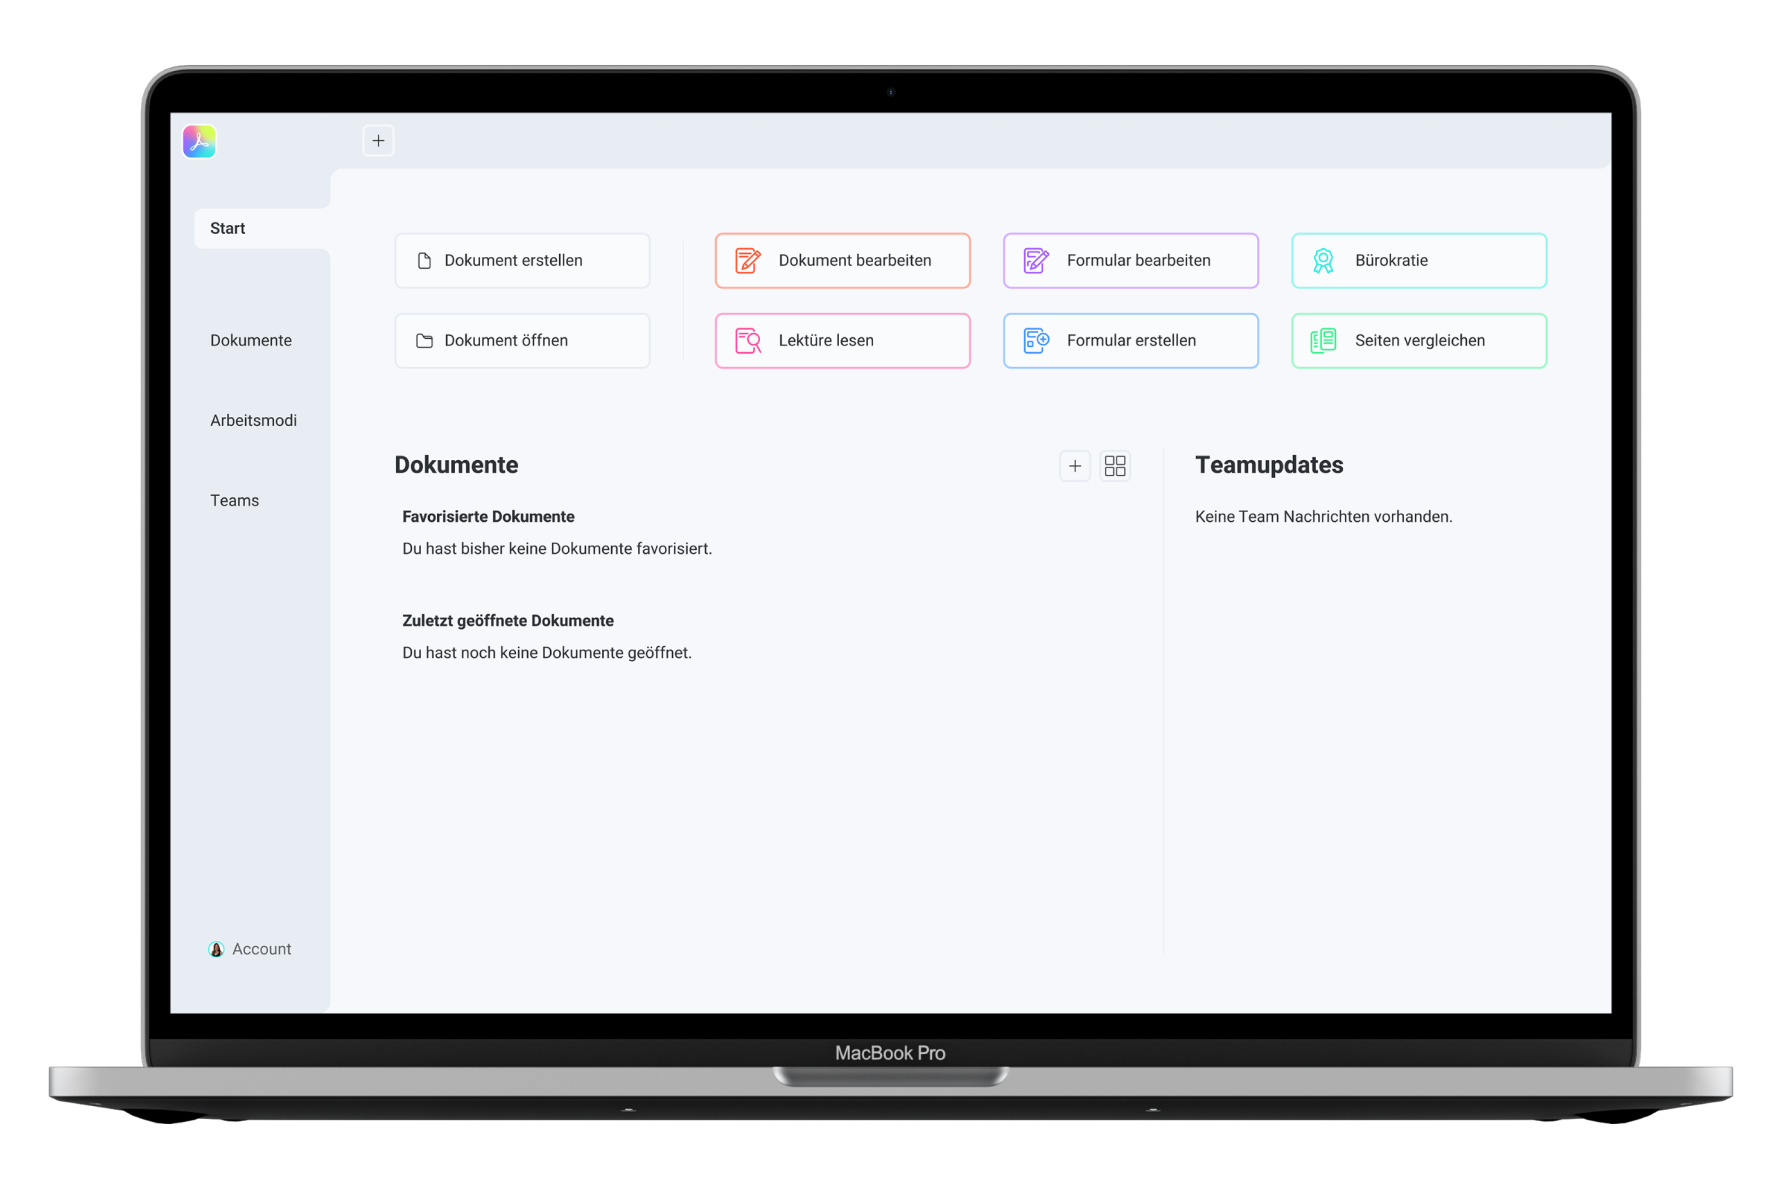 Start
Dokumente
Arbeitsmodi
Teams
Account
Dokument erstellen
Dokument öffnen
Dokument bearbeiten
Formular bearbeiten
Bürokratie
Lektüre lesen
Formular erstellen
Seiten vergleichen
Dokumente
Favorisierte Dokumente
Du hast bisher keine Dokumente favorisiert.
Zuletzt geöffnete Dokumente
Du hast noch keine Dokumente geöffnet.
Teamupdates
Keine Team Nachrichten vorhanden.
MacBook Pro